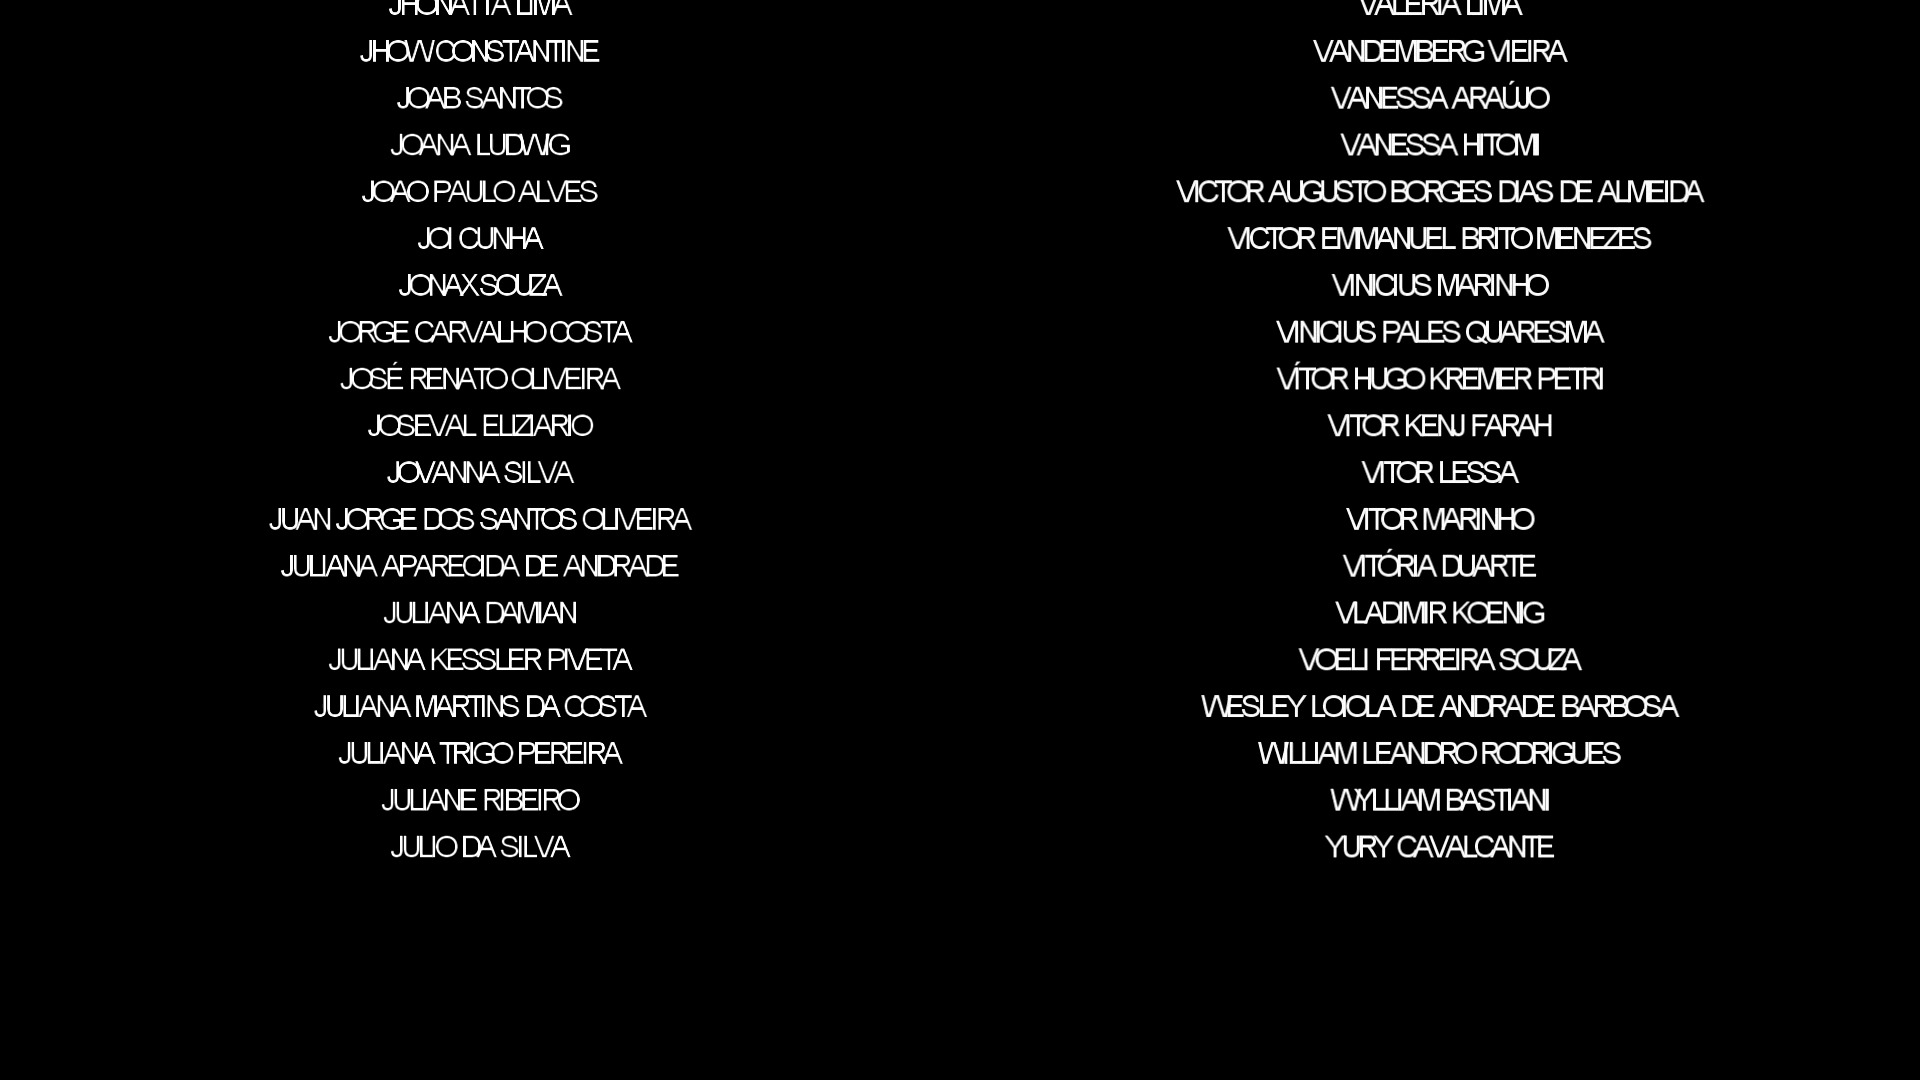 JHONATTA LIMA
JHOW CONSTANTINE
JOAB SANTOS
JOANA LUDWIG
JOAO PAULO ALVES
JOI CUNHA
JONAX SOUZA
JORGE CARVALHO COSTA
JOSÉ RENATO OLIVEIRA
JOSEVAL ELIZIARIO
JOVANNA SILVA
JUAN JORGE DOS SANTOS OLIVEIRA
JULIANA APARECIDA DE ANDRADE
JULIANA DAMIAN
JULIANA KESSLER PIVETA
JULIANA MARTINS DA COSTA
JULIANA TRIGO PEREIRA
JULIANE RIBEIRO
JULIO DA SILVA
VALERIA LIMA
VANDEMBERG VIEIRA
VANESSA ARAÚJO
VANESSA HITOMI
VICTOR AUGUSTO BORGES DIAS DE ALMEIDA
VICTOR EMMANUEL BRITO MENEZES
VINICIUS MARINHO
VINICIUS PALES QUARESMA
VÍTOR HUGO KREMER PETRI
VITOR KENJ FARAH
VITOR LESSA
VITOR MARINHO
VITÓRIA DUARTE
VLADIMIR KOENIG
VOELI FERREIRA SOUZA
WESLEY LOIOLA DE ANDRADE BARBOSA
WILLIAM LEANDRO RODRIGUES
WYLLIAM BASTIANI
YURY CAVALCANTE